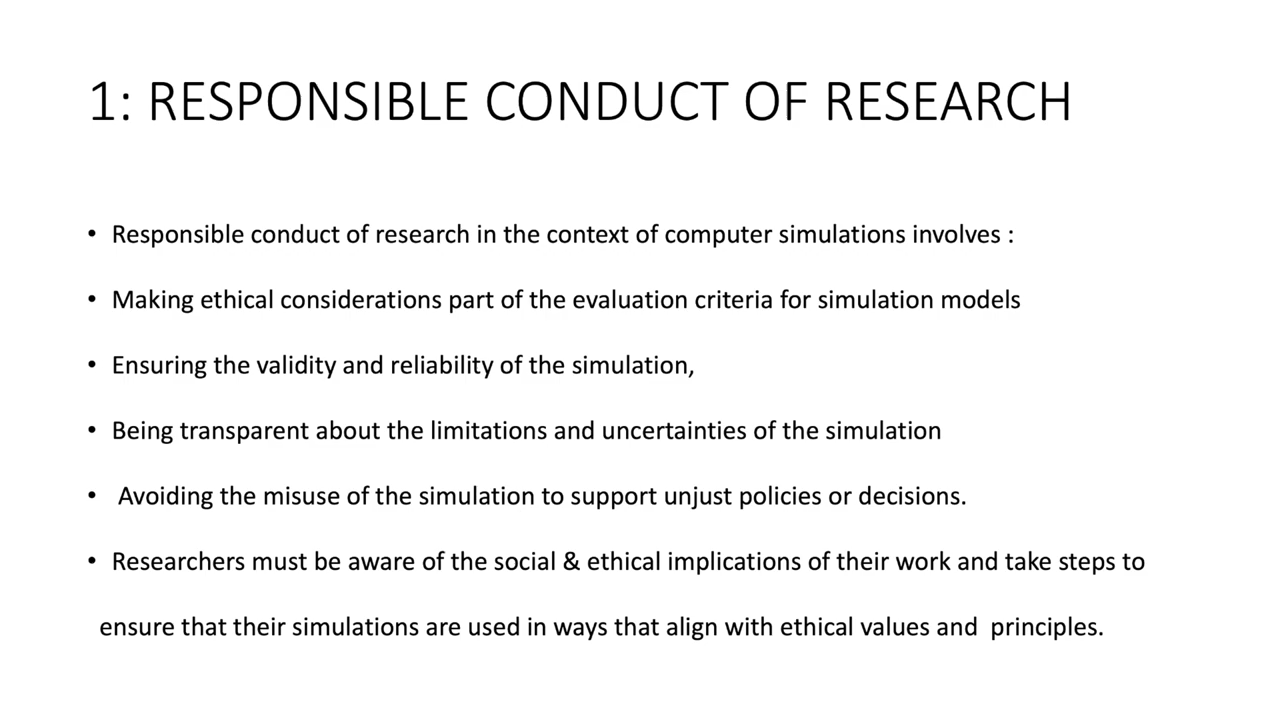 1: RESPONSIBLE CONDUCT OF RESEARCH
• Responsible conduct of research in the context of computer simulations involves :
• Making ethical considerations part of the evaluation criteria for simulation models
• Ensuring the validity and reliability of the simulation,
• Being transparent about the limitations and uncertainties of the simulation
• Avoiding the misuse of the simulation to support unjust policies or decisions.
• Researchers must be aware of the social & ethical implications of their work and take steps to
ensure that their simulations are used in ways that align with ethical values and  principles.